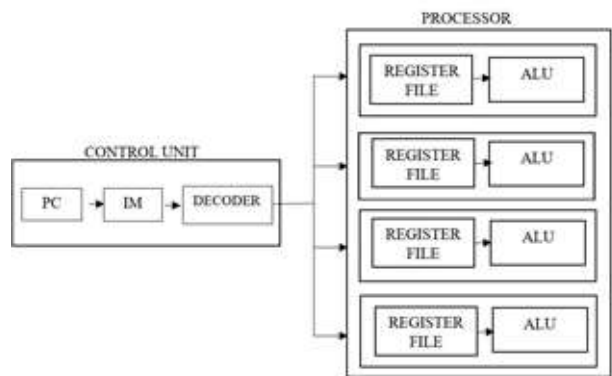 PROCESSOR
REGISTER
FILE
ALU
CONTROL UNIT
PC
IM
DECODER
REGISTER
FILE
ALU
REGISTER
FILE
ALU
REGISTER
FILE
ALU